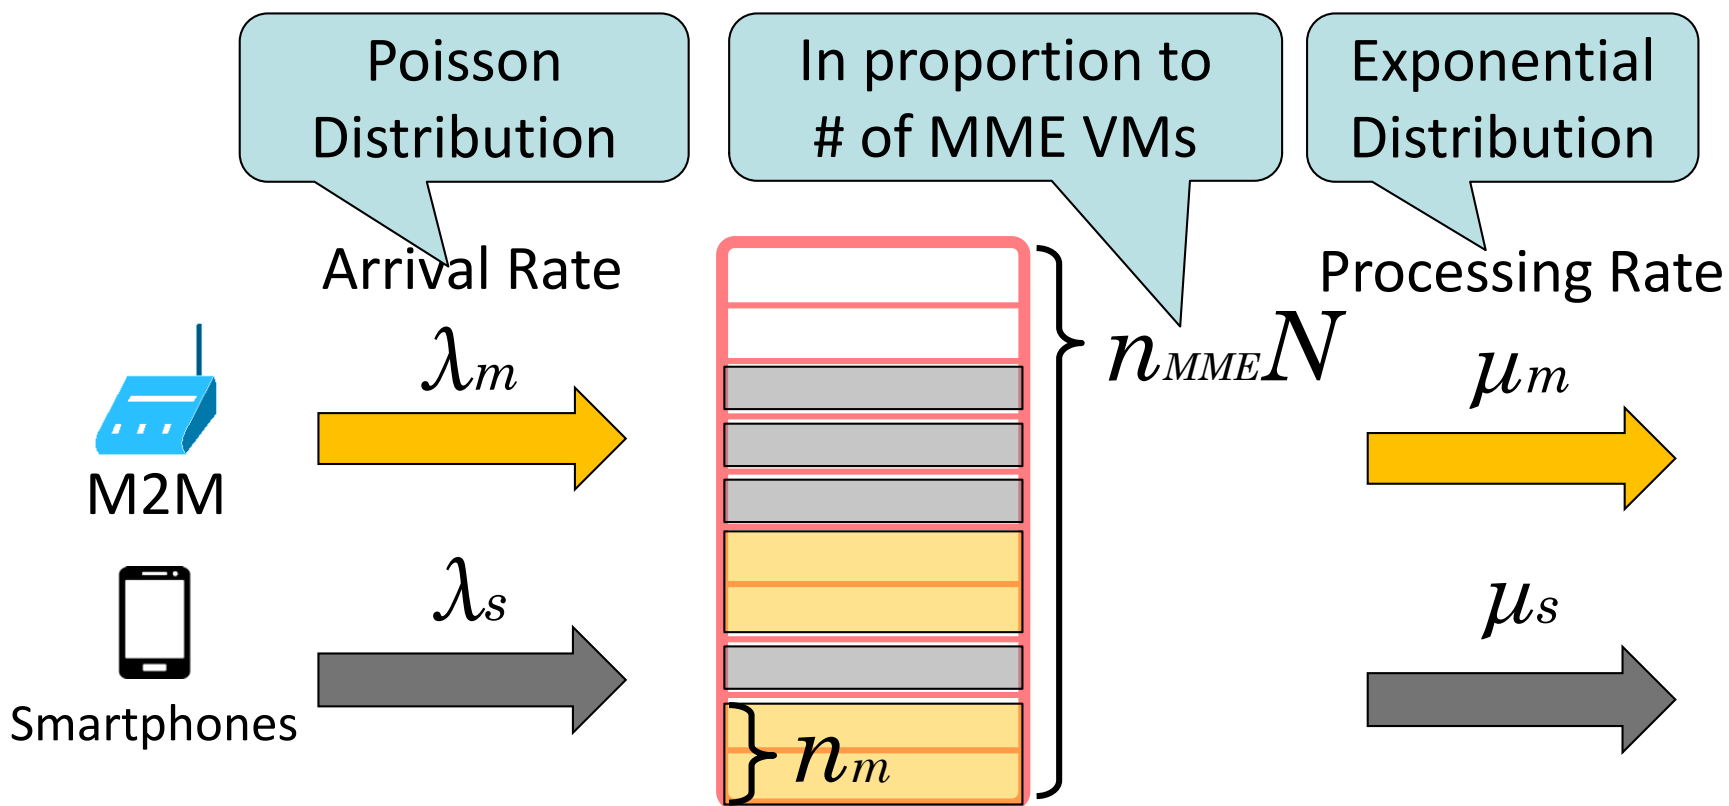 Poisson
Distribution
In proportion to
# of MME VMs
Exponential
Distribution
Arrival Rate
Processing Rate
λm
nMMEN
μm
M2M
λs
μs
Smartphones
nm